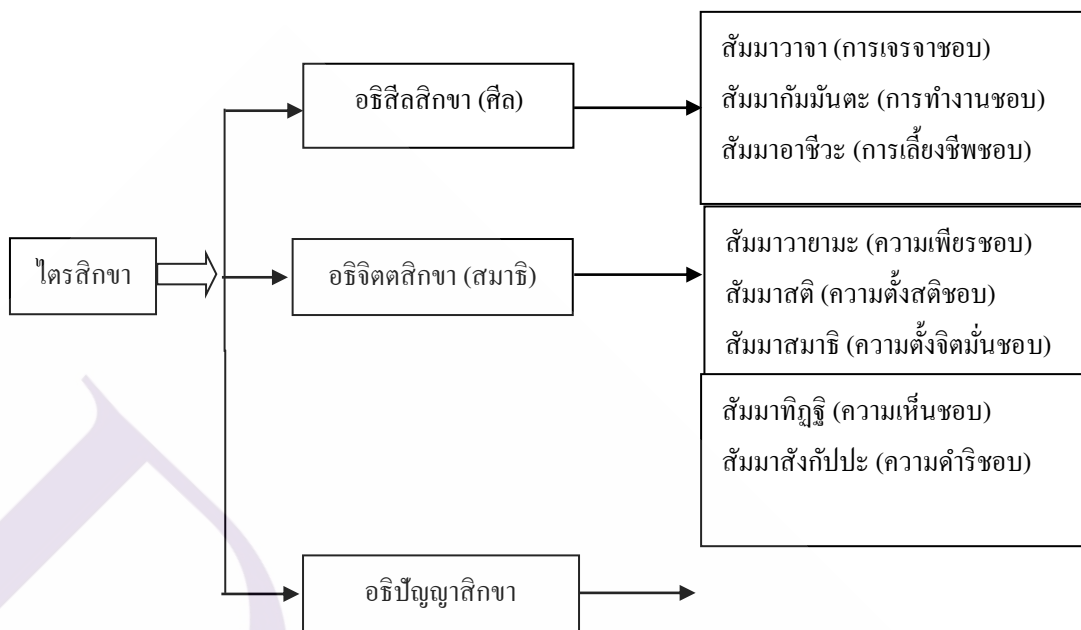 ไตรสิกขา
อธิสีลสิกขา (ศีล)
สัมมาวาจา (การเจรจาชอบ)
สัมมากัมมันตะ (การทำงานชอบ)
สัมมาอาชีวะ (การเลี้ยงชีพชอบ)
อธิจิตตสิกขา (สมาธิ)
สัมมาวายามะ (ความเพียรชอบ)
สัมมาสติ (ความตั้งสติชอบ)
สัมมาสมาธิ (ความตั้งจิตมั่นชอบ)
อธิปัญญาสิกขา
สัมมาทิฏฐิ (ความเห็นชอบ)
สัมมาสังกัปปะ (ความดำริชอบ)